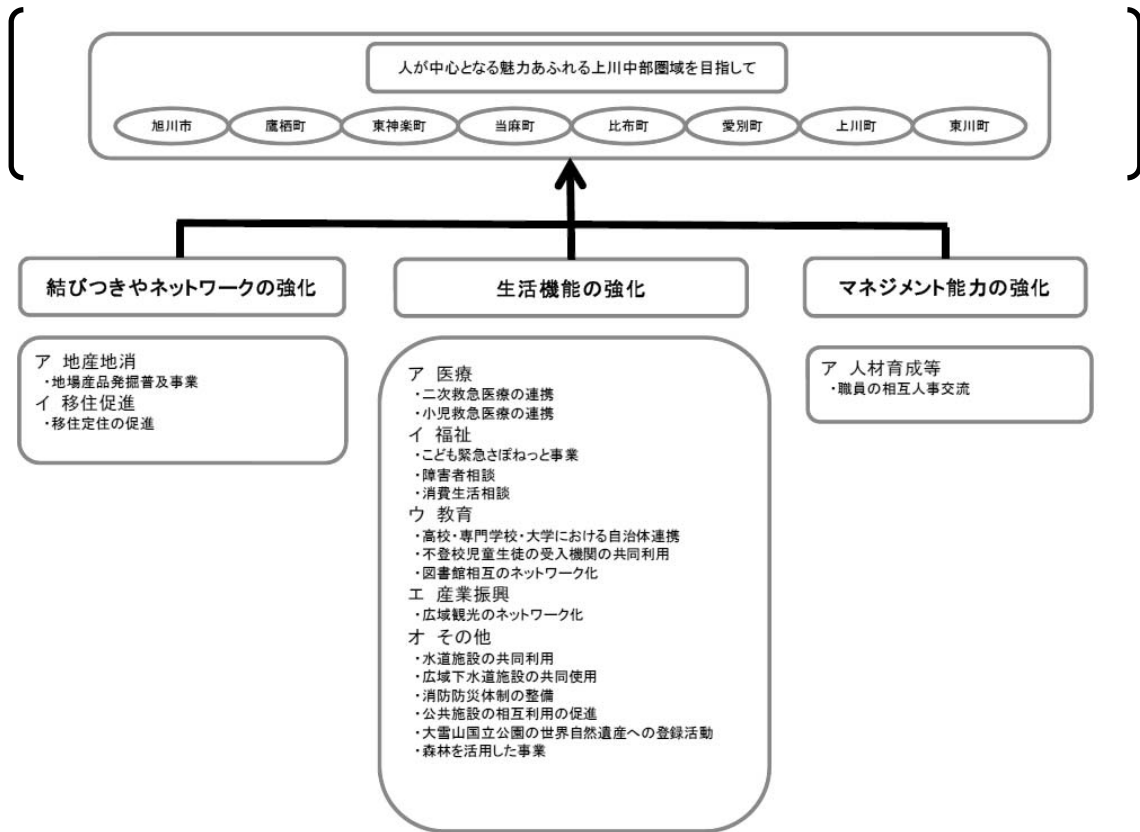 人が中心となる魅力あふれる上川中部圏域を目指して
旭川市 鷹栖町 東神楽町 当麻町 比布町 愛別町 上川町 東川町
結びつきやネットワークの強化
ア 地産地消
・地場産品発掘普及事業
イ 移住促進
・移住定住の促進
生活機能の強化
ア 医療
・二次救急医療の連携
・小児救急医療の連携
イ 福祉
・こども緊急さぽねっと事業
・障害者相談
・消費生活相談
ウ 教育
・高校・専門学校・大学における自治体連携
・不登校児童生徒の受入機関の共同利用
・図書館相互のネットワーク化
エ 産業振興
・広域観光のネットワーク化
オ その他
・水道施設の共同利用
・広域下水道施設の共同使用
・消防防災体制の整備
・公共施設の相互利用の促進
・大雪山国立公園の世界自然遺産への登録活動
・森林を活用した事業
マネジメント能力の強化
ア 人材育成等
・職員の相互人事交流